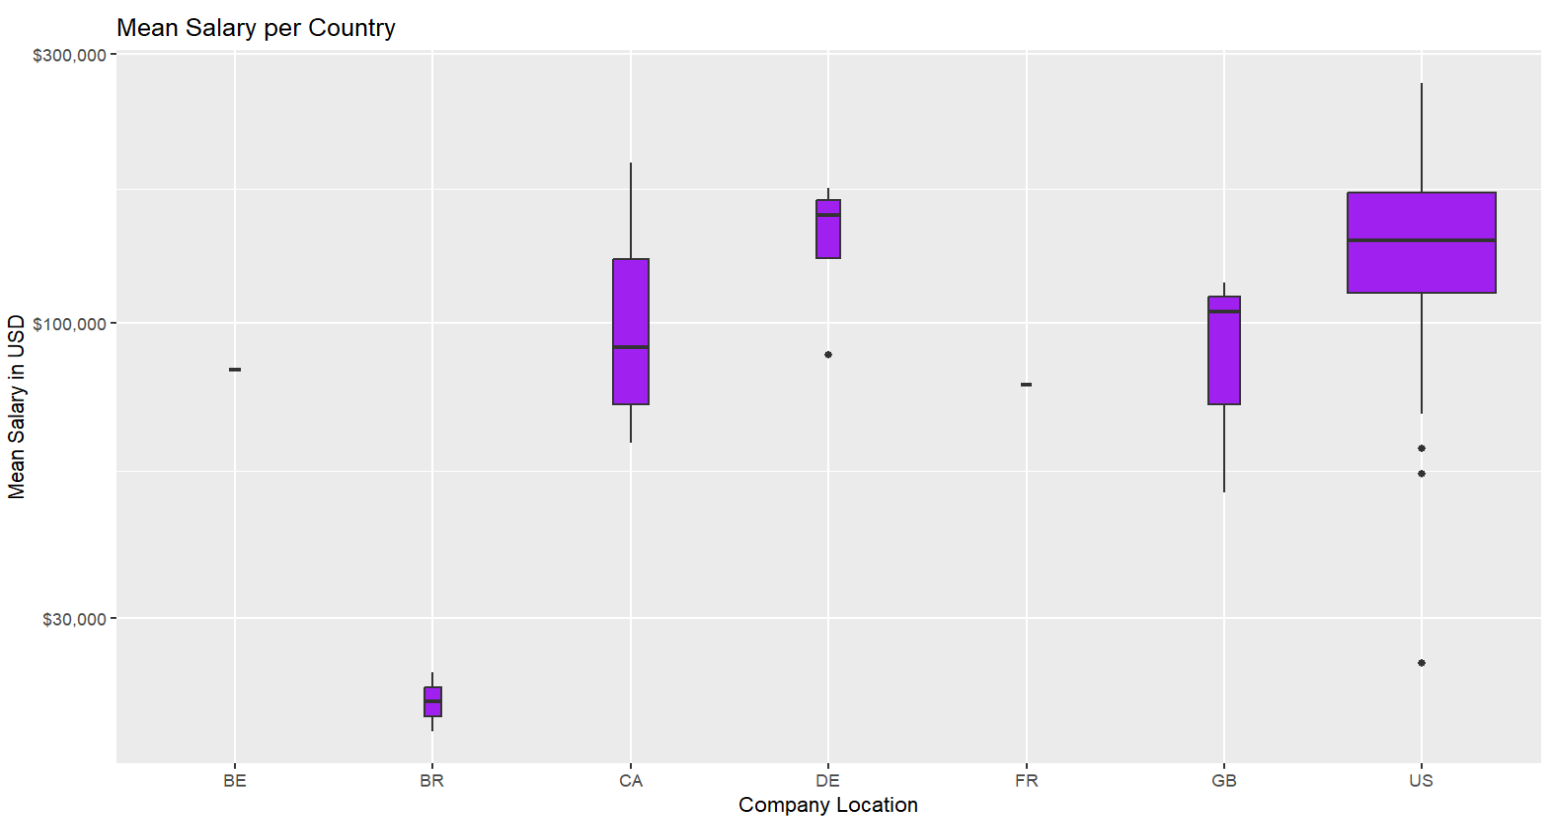 Mean Salary per Country
$300,000
$100,000
$30,000
Mean Salary in USD
BE BR CA DE FR GB US
Company Location